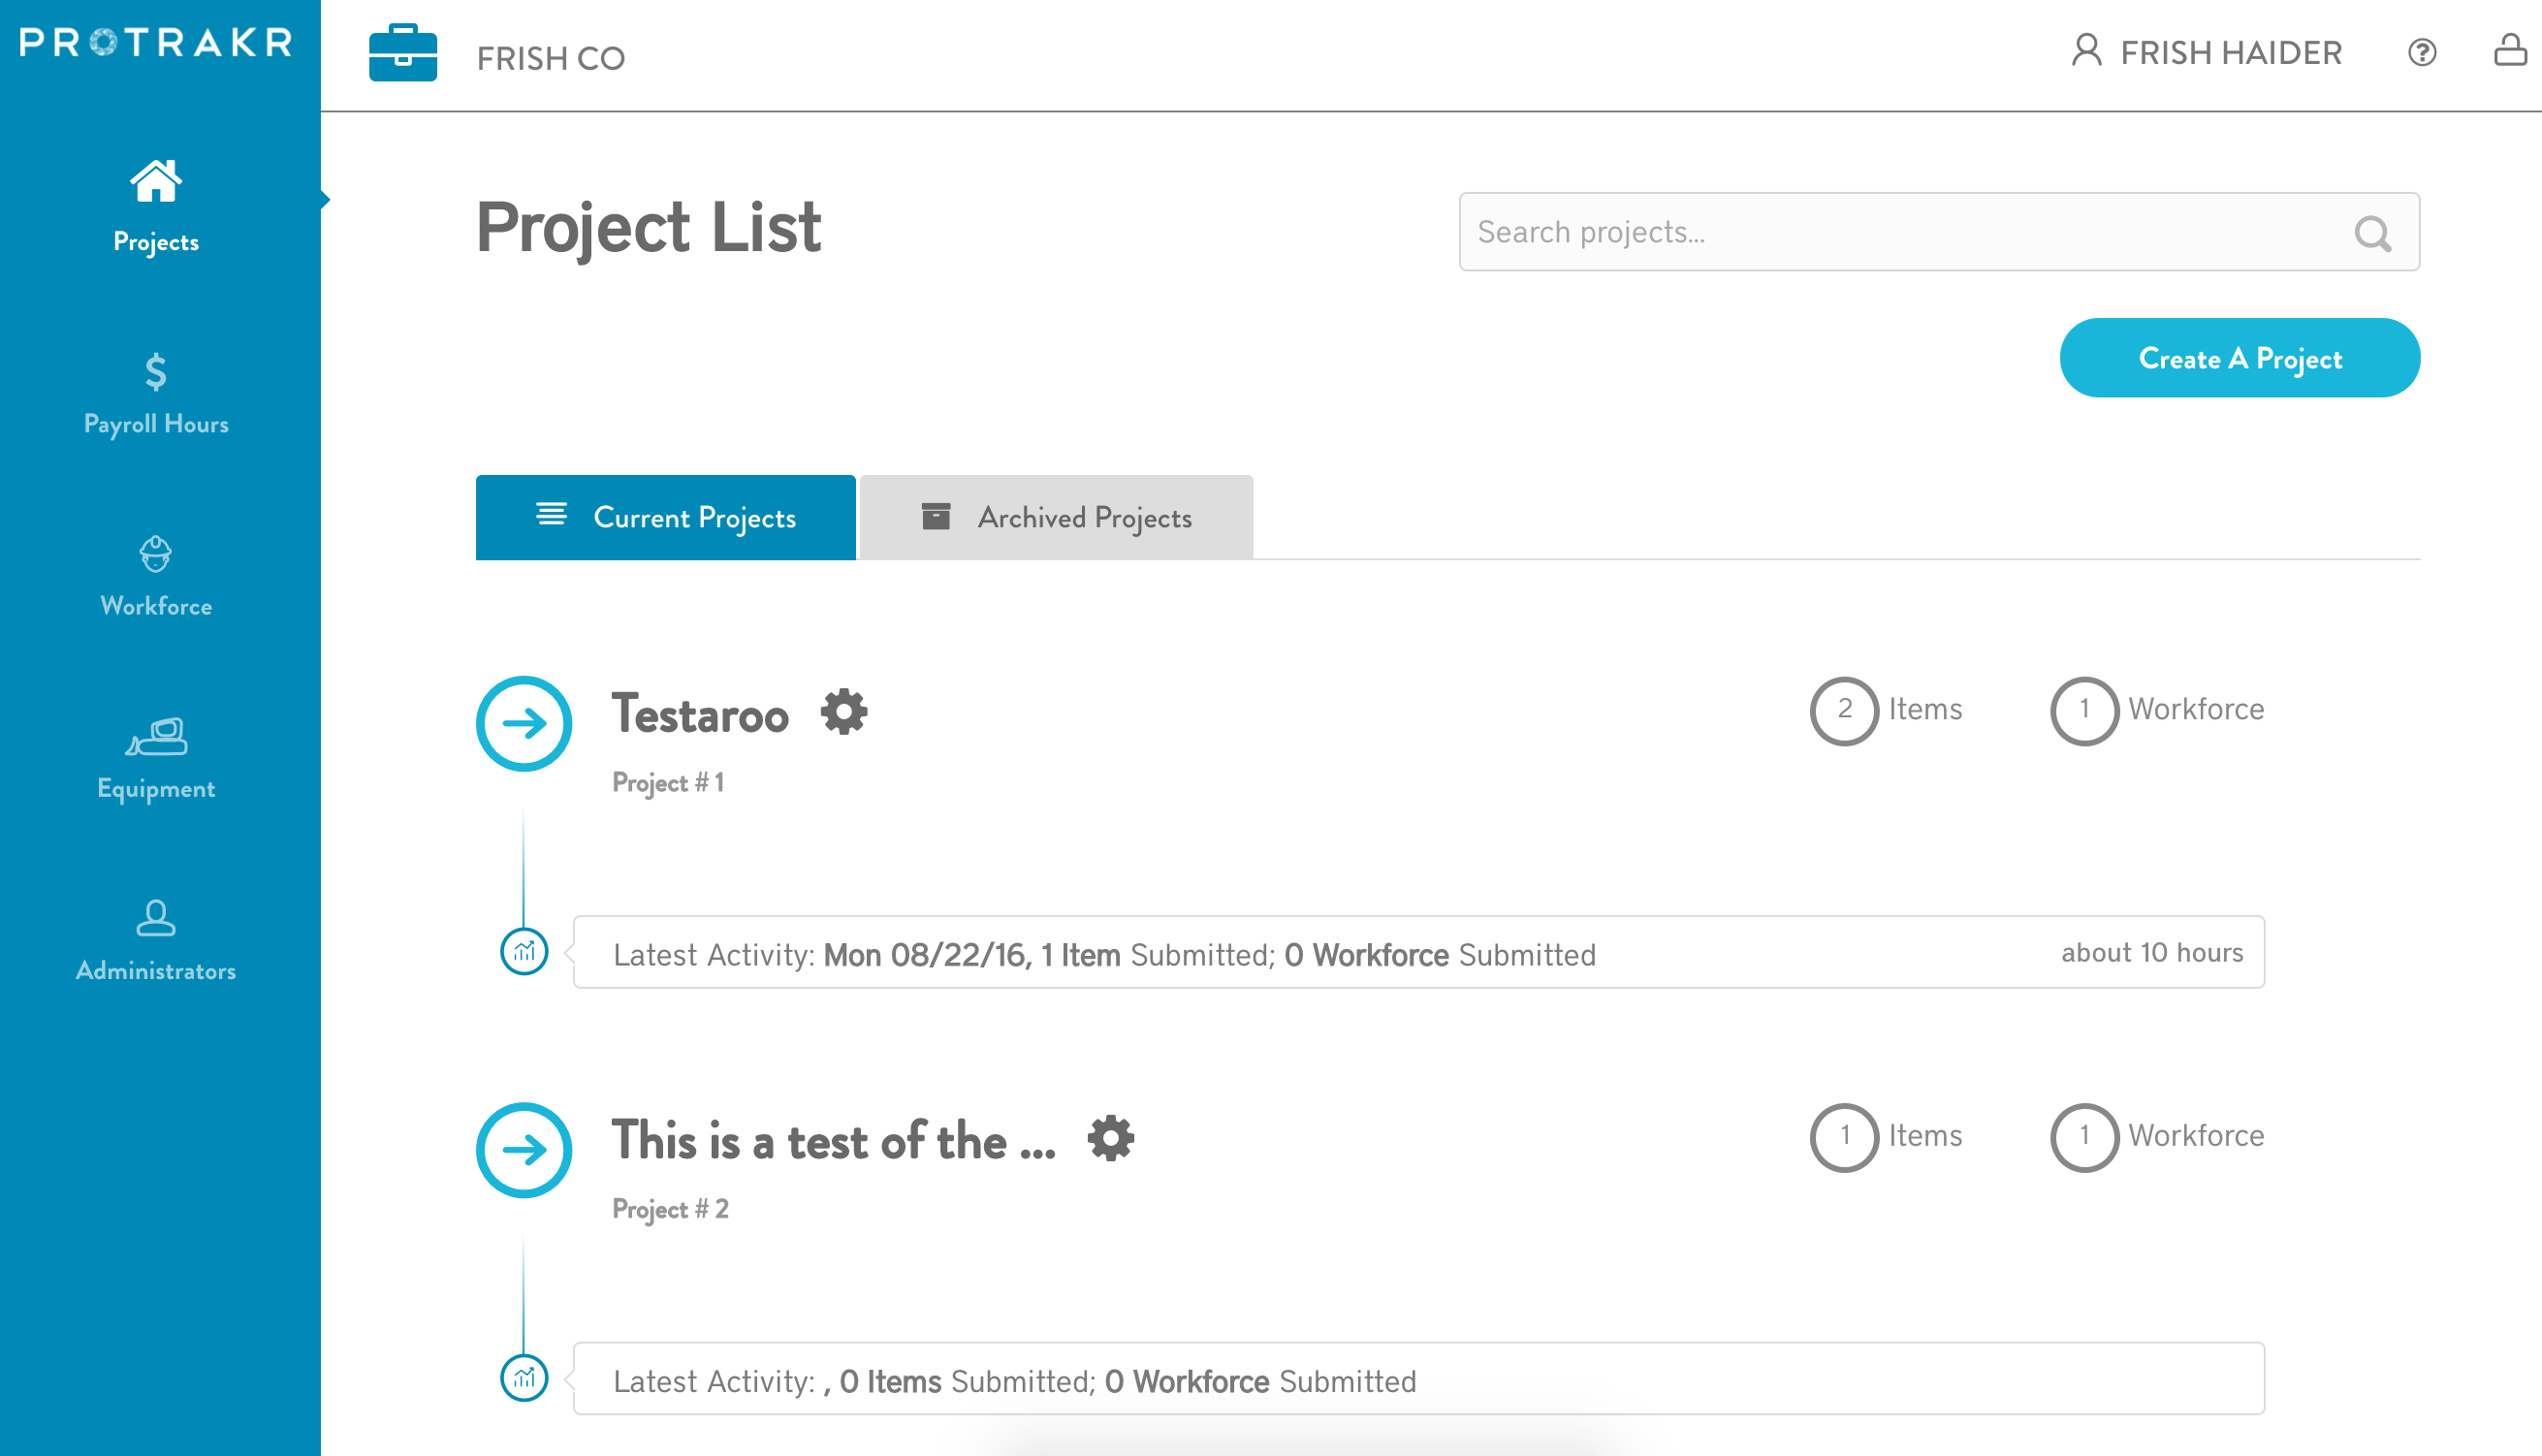 PROTRAKR
FRISH CO
FRISH HAIDER
Projects
Payroll Hours
Workforce
Equipment
Administrators
Project List
Search projects...
Create A Project
Current Projects
Archived Projects
Testaroo
2 Items
1 Workforce
Project # 1
Latest Activity: Mon 08/22/16, 1 Item Submitted; 0 Workforce Submitted
about 10 hours
This is a test of the ...
1 Items
1 Workforce
Project # 2
Latest Activity: , 0 Items Submitted; 0 Workforce Submitted